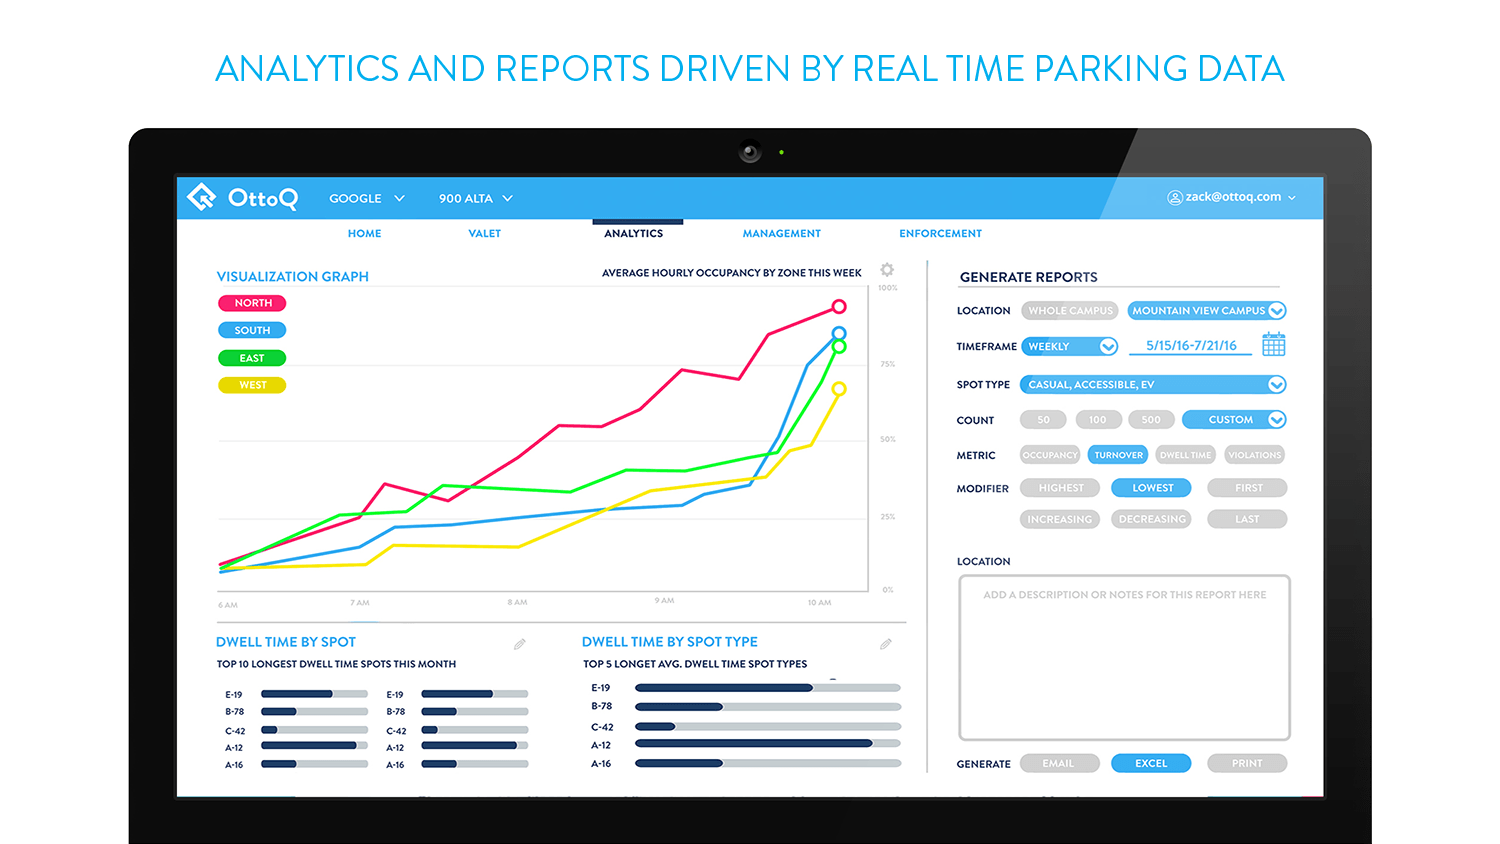 ANALYTICS AND REPORTS DRIVEN BY REAL TIME PARKING DATA
OttoQ
GOOGLE
900 ALTA
zack@ottoq.com
HOME
VALET
ANALYTICS
MANAGEMENT
ENFORCEMENT
VISUALIZATION GRAPH
AVERAGE HOURLY OCCUPANCY BY ZONE THIS WEEK
NORTH
SOUTH
EAST
WEST
100%
75%
50%
25%
0%
6 AM
7 AM
8 AM
9 AM
10 AM
DWELL TIME BY SPOT
TOP 10 LONGEST DWELL TIME SPOTS THIS MONTH
E-19
B-78
C-42
A-12
A-16
E-19
B-78
C-42
A-12
A-16
DWELL TIME BY SPOT TYPE
TOP 5 LONGET AVG. DWELL TIME SPOT TYPES
E-19
B-78
C-42
A-12
A-16
GENERATE REPORTS
LOCATION WHOLE CAMPUS MOUNTAIN VIEW CAMPUS
TIMEFRAME WEEKLY 5/15/16-7/21/16
SPOT TYPE CASUAL, ACCESSIBLE, EV
COUNT 50 100 500 CUSTOM
METRIC OCCUPANCY TURNOVER DWELL TIME VIOLATIONS
MODIFIER HIGHEST LOWEST FIRST
INCREASING DECREASING LAST
LOCATION
ADD A DESCRIPTION OR NOTES FOR THIS REPORT HERE
GENERATE EMAIL EXCEL PRINT